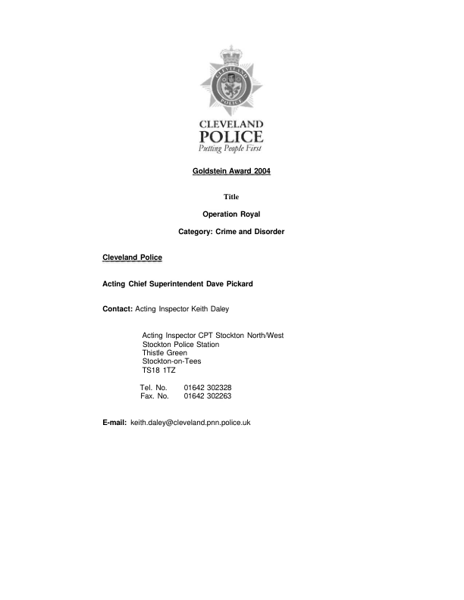 CLEVELAND
POLICE
CLEVELAND
POLICE
Putting People First
Goldstein Award 2004
Title
Operation Royal
Category: Crime and Disorder
Cleveland Police
Acting Chief Superintendent Dave Pickard
Contact: Acting Inspector Keith Daley
Acting Inspector CPT Stockton North/West
Stockton Police Station
Thistle Green
Stockton-on-Tees
TS18 1TZ
Tel. No. 01642 302328
Fax. No. 01642 302263
E-mail: keith.daley@cleveland.pnn.police.uk